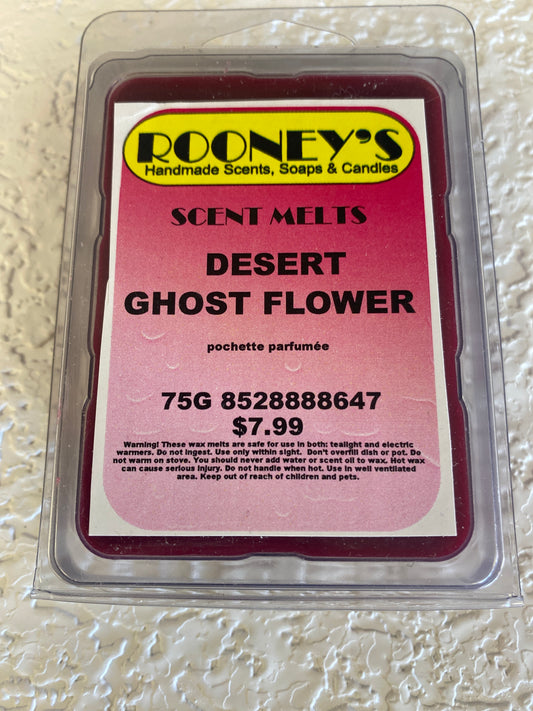 ROONEY'S
Handmade Scents, Soaps & Candles
SCENT MELTS
DESERT
GHOST FLOWER
pochette parfumée
75G 8528888647
$7.99
Warning! These wax melts are safe for use in both: tealight and electric
warmers. Do not ingest. Use only within sight. Don't overfill dish or pot. Do
not warm on stove. You should never add water or scent oil to wax. Hot wax
can cause serious injury. Do not handle when hot. Use in well ventilated
area. Keep out of reach of children and pets.